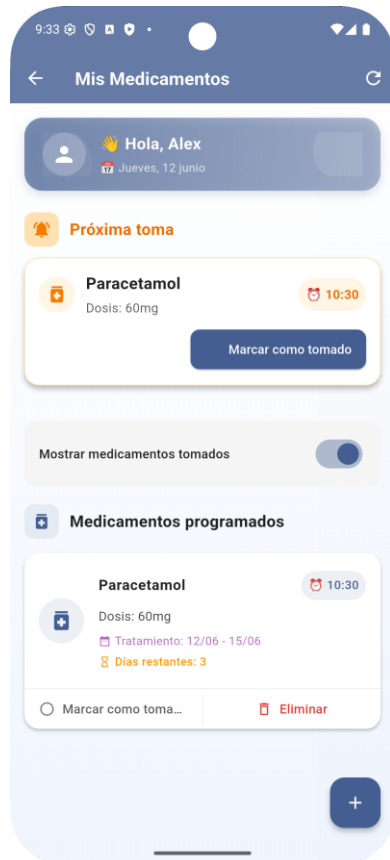 9:33
Mis Medicamentos
👋 Hola, Alex
📅 Jueves, 12 junio
Próxima toma
Paracetamol
⏰ 10:30
Dosis: 60mg
Marcar como tomado
Mostrar medicamentos tomados
Medicamentos programados
Paracetamol
⏰ 10:30
Dosis: 60mg
Tratamiento: 12/06 - 15/06
Días restantes: 3
Marcar como toma...
Eliminar